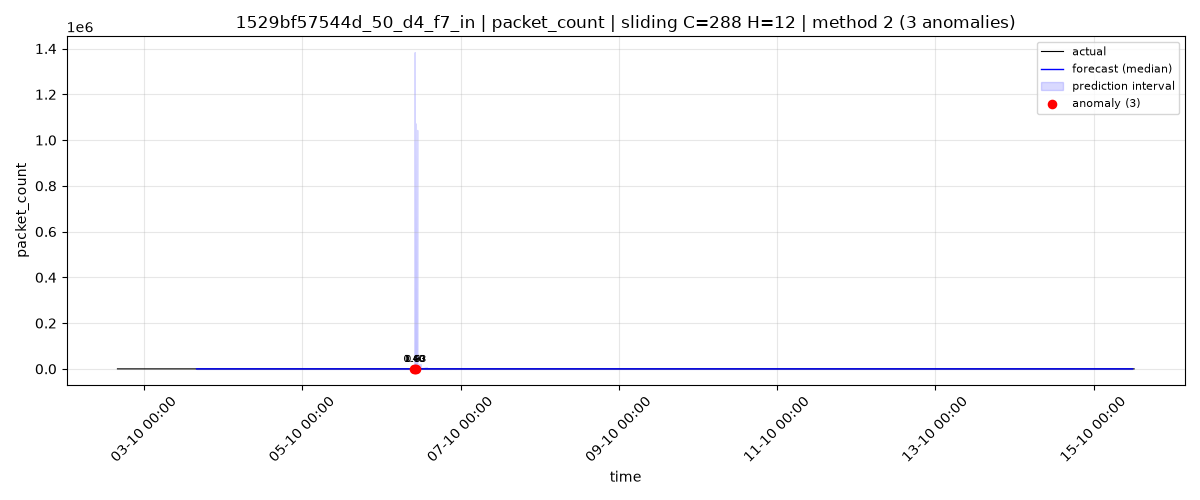 1529bf57544d_50_d4_f7_in | packet_count | sliding C=288 H=12 | method 2 (3 anomalies)
1e6
1.4
1.2
1.0
0.8
0.6
0.4
0.2
0.0
packet_count
actual
forecast (median)
prediction interval
anomaly (3)
03-10 00:00
05-10 00:00
07-10 00:00
09-10 00:00
11-10 00:00
13-10 00:00
15-10 00:00
time